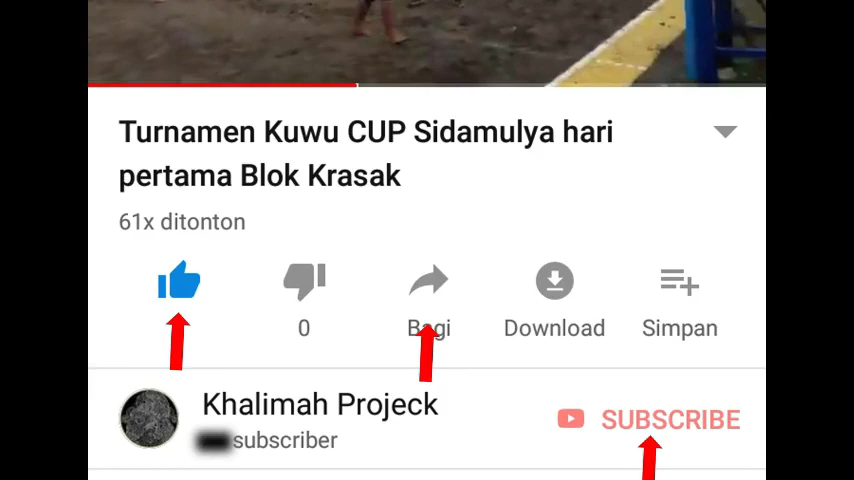 Turnamen Kuwu CUP Sidamulya hari
pertama Blok Krasak
61x ditonton
0 Bagi Download Simpan
Khalimah Projeck
SUBSCRIBE
subscriber